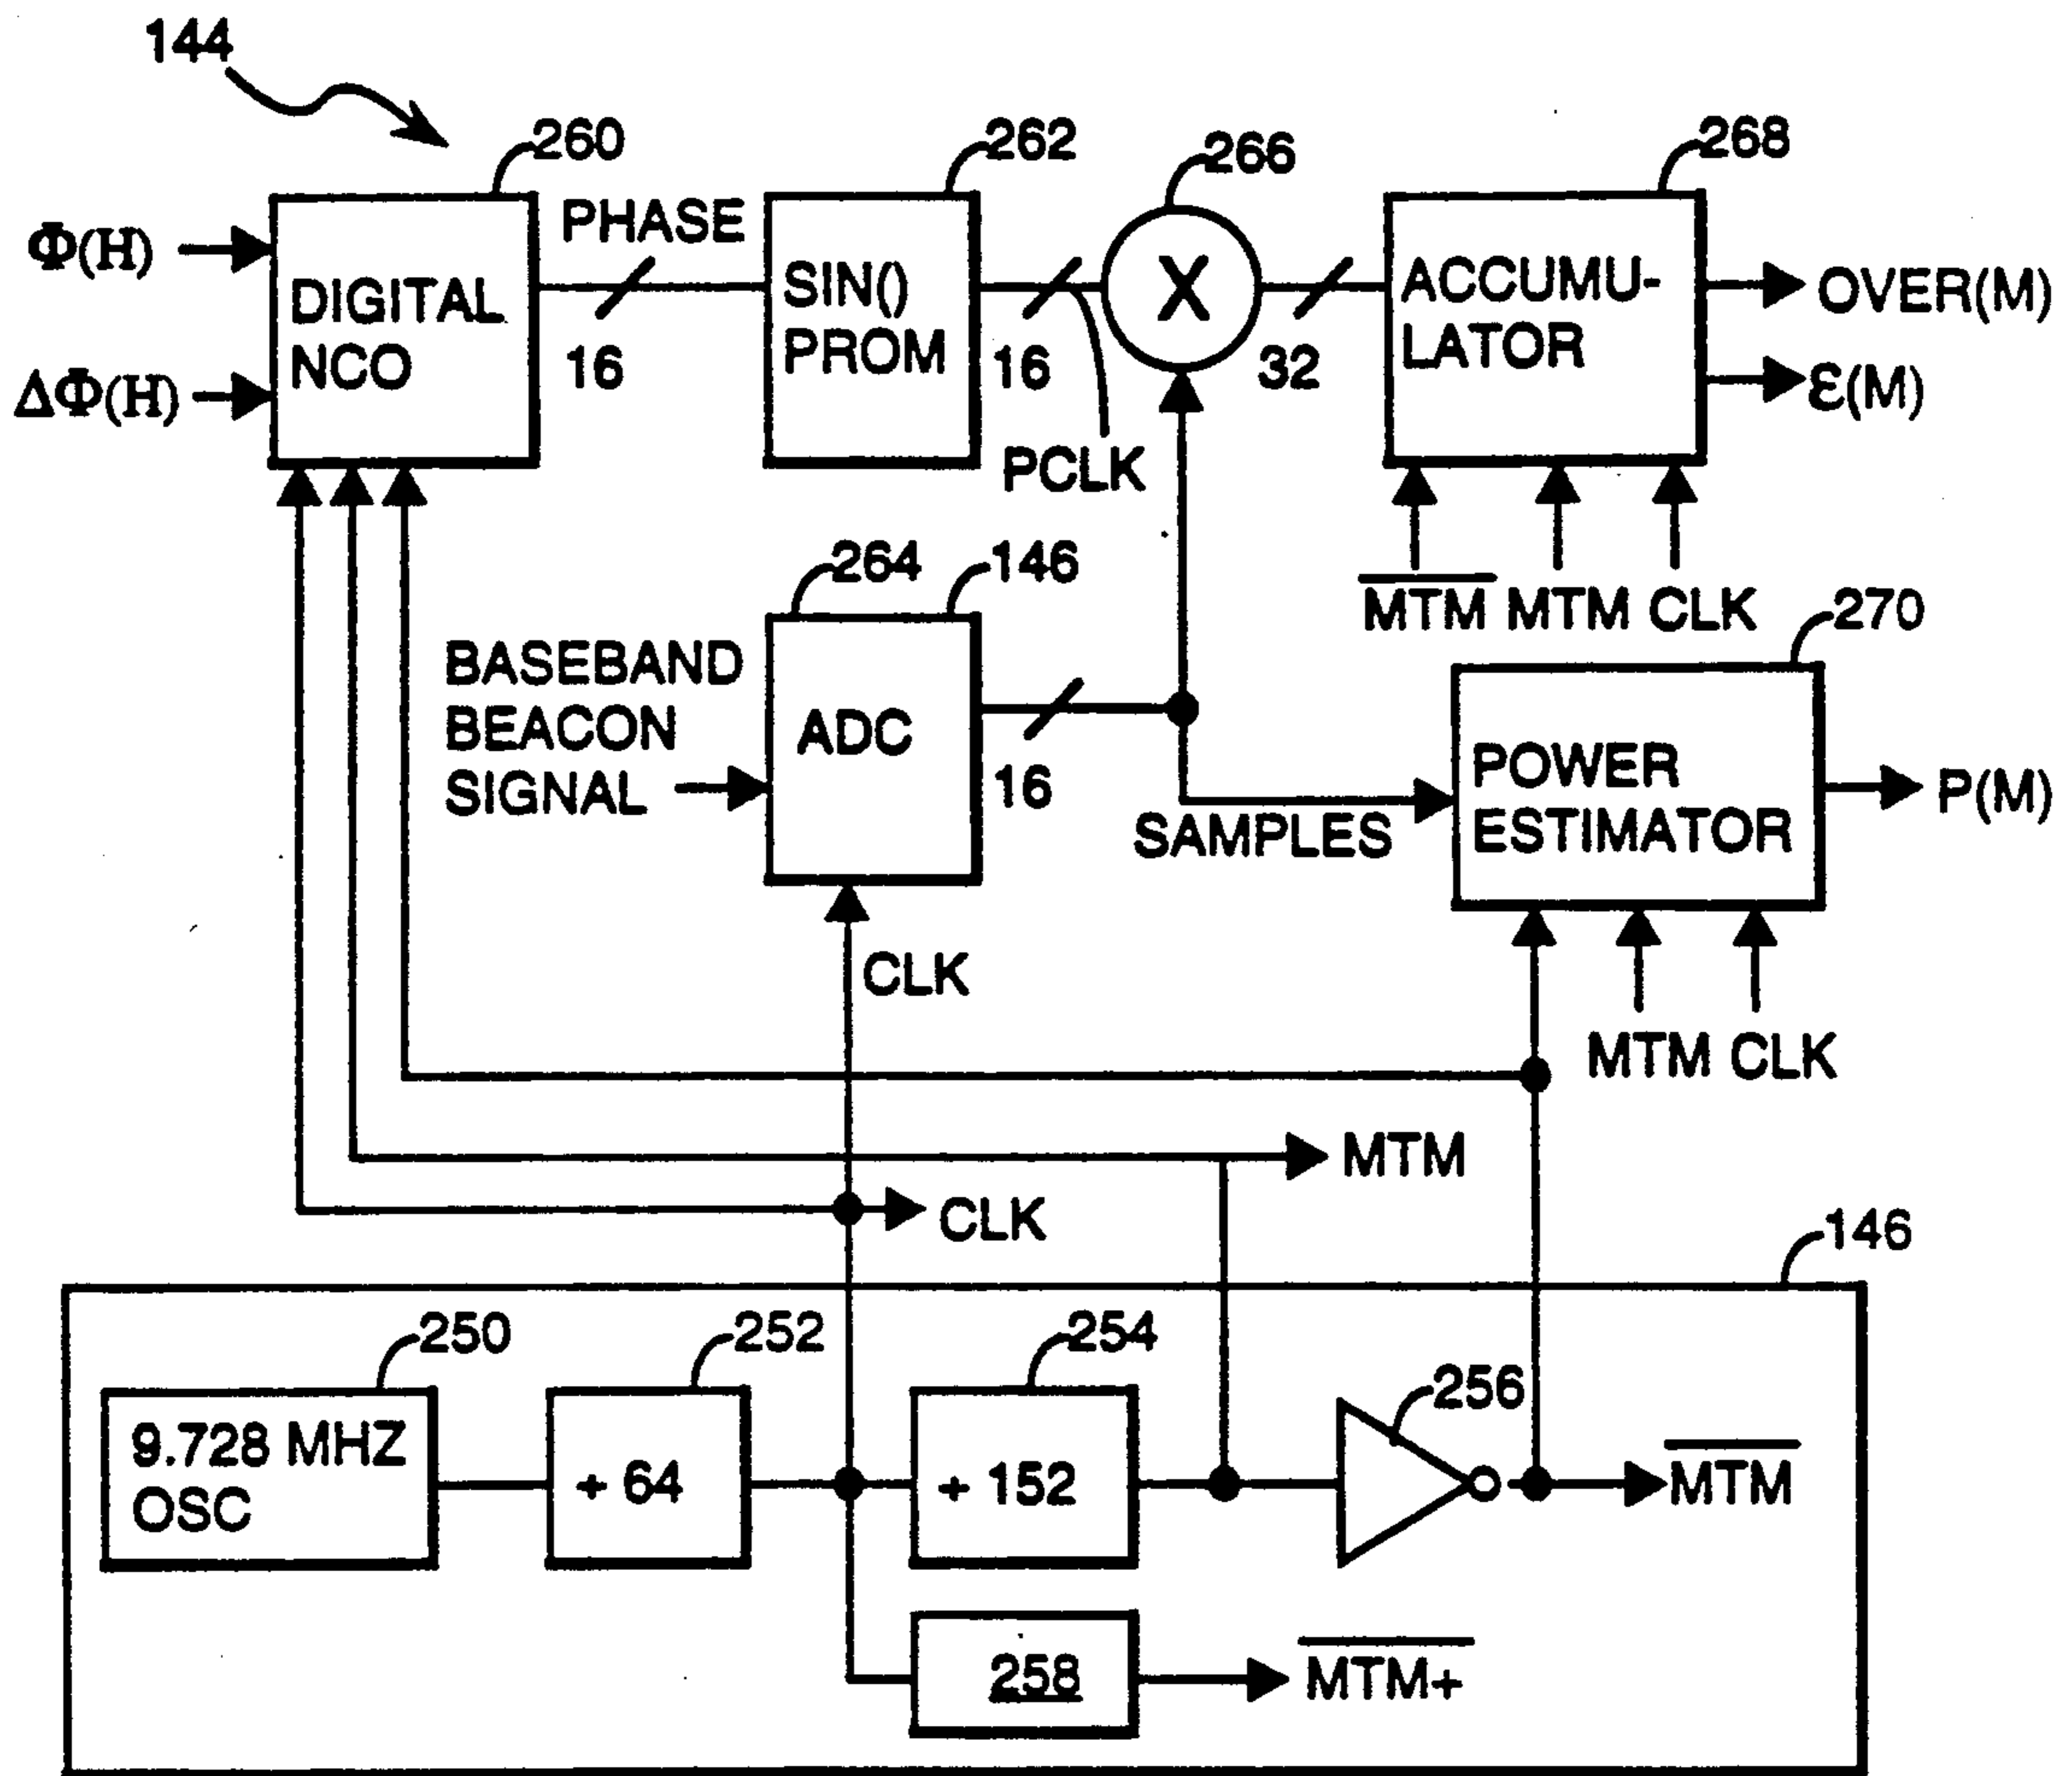 144
260
262
266
268
Φ(H)
PHASE
DIGITAL
NCO
SIN()
PROM
X
ACCUMU-
LATOR
OVER(M)
ΔΦ(H)
16
16
32
ε(M)
PCLK
264
146
MTM MTM CLK
270
BASEBAND
BEACON
SIGNAL
ADC
16
SAMPLES
POWER
ESTIMATOR
P(M)
CLK
MTM CLK
MTM
CLK
146
250
252
254
256
9.728 MHZ
OSC
+ 64
+ 152
MTM
258
MTM+